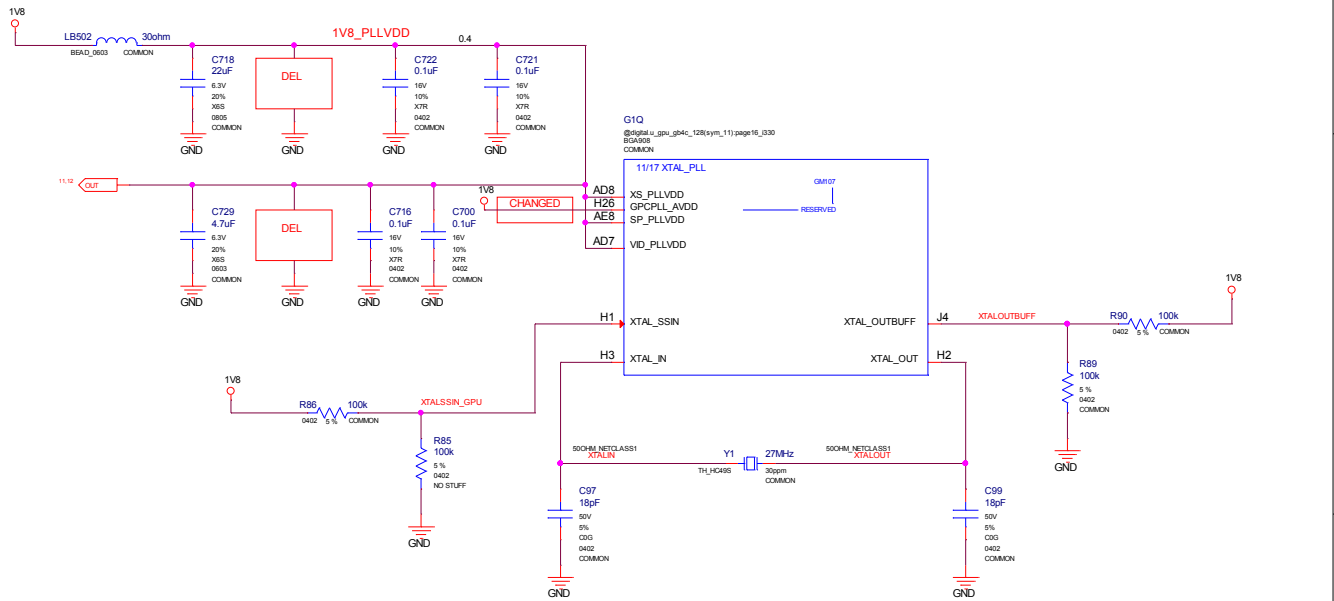 1V8
LB502 30ohm
BEAD_0603 COMMON
1V8_PLLVDD
0.4
C718
22uF
6.3V
20%
X6S
0805
COMMON
GND
DEL
GND
C722
0.1uF
16V
10%
X7R
0402
COMMON
GND
C721
0.1uF
16V
10%
X7R
0402
COMMON
GND
11,12 OUT
C729
4.7uF
6.3V
20%
X6S
0603
COMMON
GND
DEL
GND
C716
0.1uF
16V
10%
X7R
0402
COMMON
GND
C700
0.1uF
16V
10%
X7R
0402
COMMON
GND
1V8
CHANGED
G1Q
@digital.u_gpu_gb4c_128(sym_11):page16_i330
BGA908
COMMON
11/17 XTAL_PLL
GM107
RESERVED
AD8 XS_PLLVDD
H26 GPCPLL_AVDD
AE8 SP_PLLVDD
AD7 VID_PLLVDD
H1 XTAL_SSIN
H3 XTAL_IN
XTAL_OUTBUFF J4
XTAL_OUT H2
XTALOUTBUFF
R90 100k
0402 5 % COMMON
1V8
R89
100k
5 %
0402
COMMON
GND
1V8
R86 100k
0402 5 % COMMON
XTALSSIN_GPU
R85
100k
5 %
0402
NO STUFF
GND
50OHM_NETCLASS1
XTALIN
Y1 27MHz
TH_HC49S 30ppm
COMMON
50OHM_NETCLASS1
XTALOUT
C97
18pF
50V
5%
C0G
0402
COMMON
GND
C99
18pF
50V
5%
C0G
0402
COMMON
GND